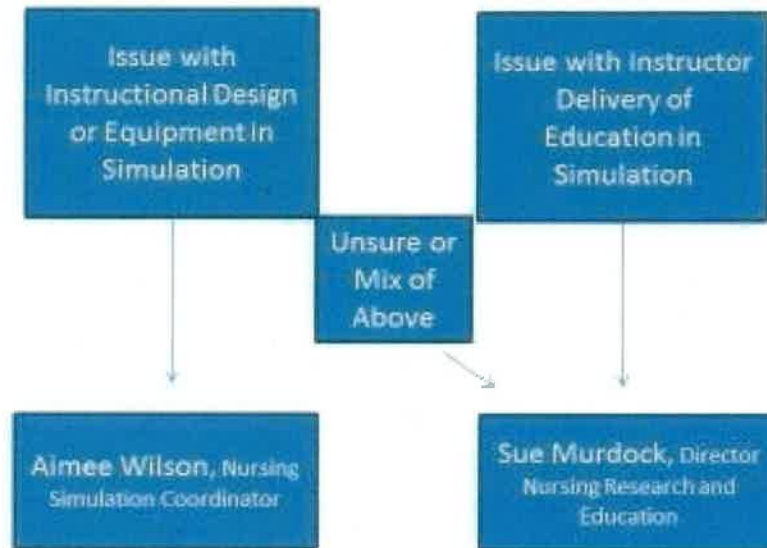 Issue with
Instructional Design
or Equipment in
Simulation
Issue with Instructor
Delivery of
Education in
Simulation
Unsure or
Mix of
Above
Aimee Wilson, Nursing
Simulation Coordinator
Sue Murdock, Director
Nursing Research and
Education